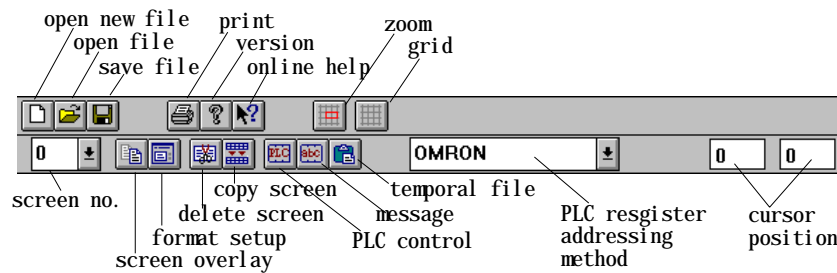 open new file
open file
save file
print
version
online help
zoom
grid
?
?
0
PLC
abc
OMRON
0
0
screen no.
screen overlay
format setup
delete screen
copy screen
PLC control
message
temporal file
PLC resgister
addressing
method
cursor
position